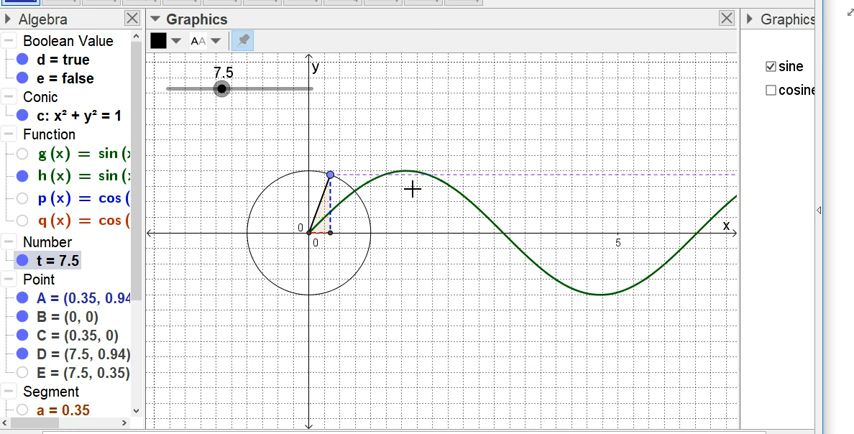 Algebra
Boolean Value
d = true
e = false
Conic
c: x² + y² = 1
Function
g(x) = sin(
h(x) = sin(
p(x) = cos (
q(x) = cos (
Number
t = 7.5
Point
A = (0.35, 0.94
B = (0, 0)
C = (0.35, 0)
D = (7.5, 0.94)
E = (7.5, 0.35)
Segment
a = 0.35
Graphics
AA
7.5
y
0
0
5
x
Graphics
sine
cosine